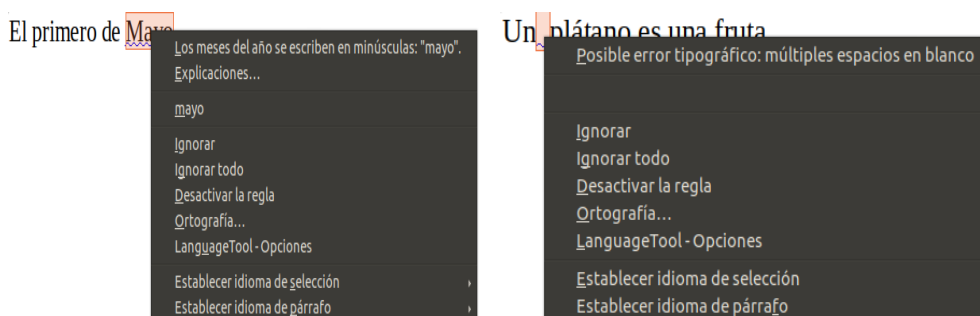 El primero de Mayo
Los meses del año se escriben en minúsculas: "mayo".
Explicaciones...
mayo
Ignorar
Ignorar todo
Desactivar la regla
Ortografía...
LanguageTool - Opciones
Establecer idioma de selección
Establecer idioma de párrafo
Un  plátano es una fruta
Posible error tipográfico: múltiples espacios en blanco
Ignorar
Ignorar todo
Desactivar la regla
Ortografía...
LanguageTool - Opciones
Establecer idioma de selección
Establecer idioma de párrafo